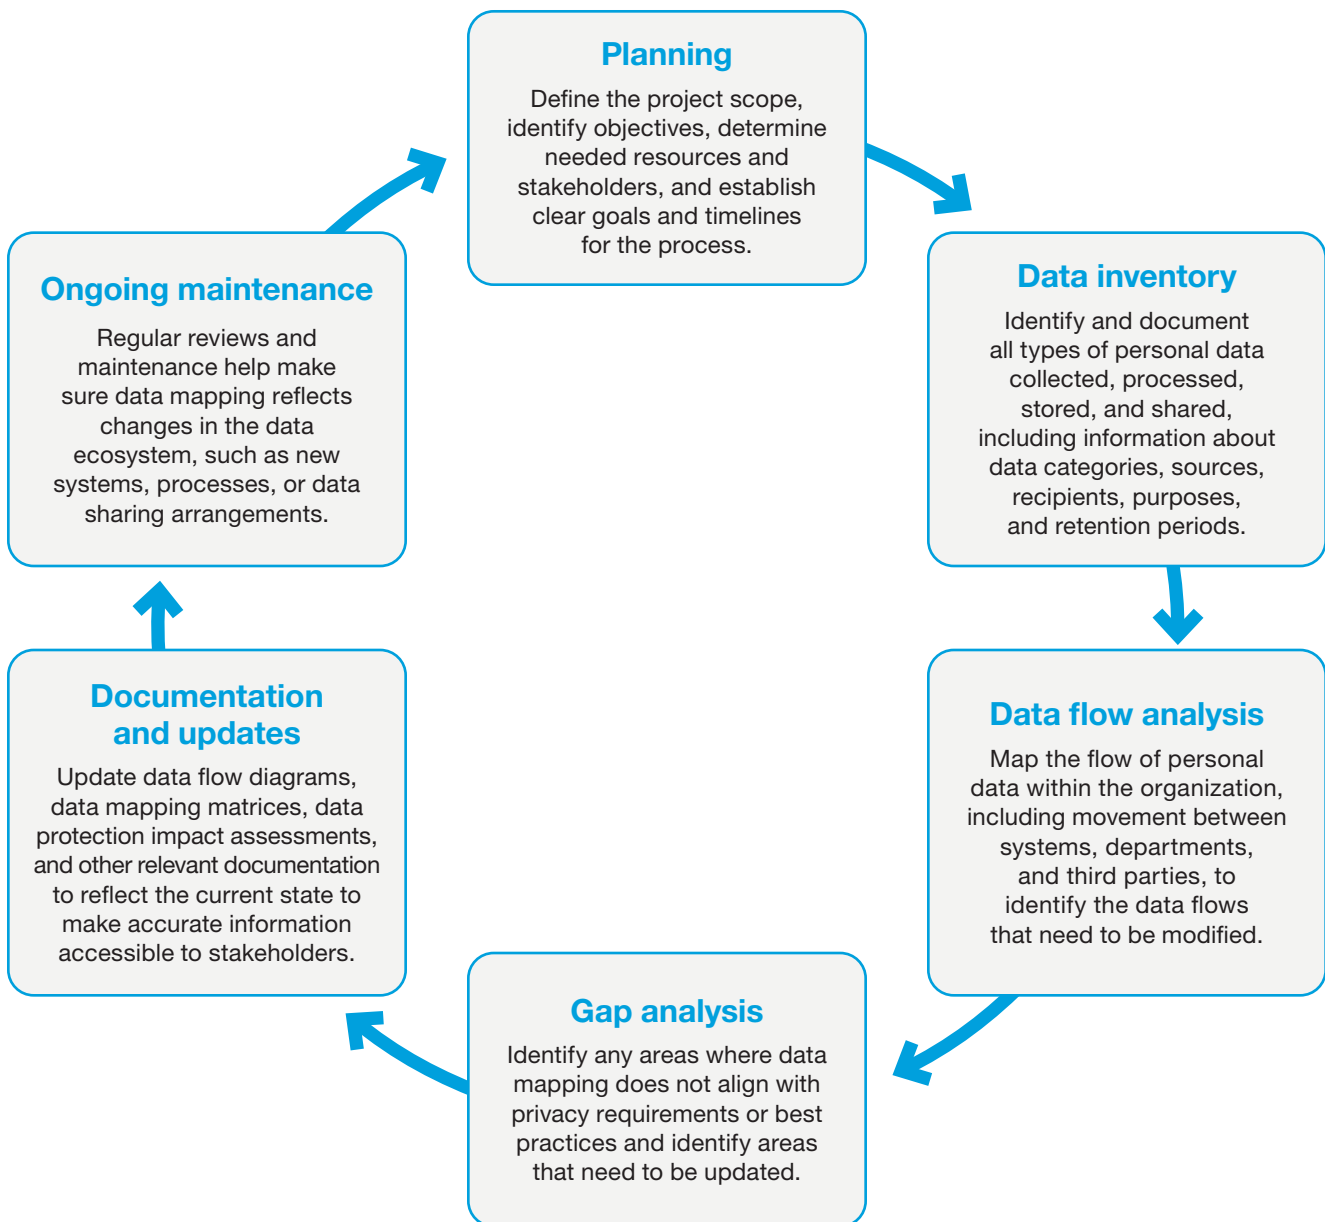 Planning
Define the project scope,
identify objectives, determine
needed resources and
stakeholders, and establish
clear goals and timelines
for the process.
Data inventory
Identify and document
all types of personal data
collected, processed,
stored, and shared,
including information about
data categories, sources,
recipients, purposes,
and retention periods.
Data flow analysis
Map the flow of personal
data within the organization,
including movement between
systems, departments,
and third parties, to
identify the data flows
that need to be modified.
Gap analysis
Identify any areas where data
mapping does not align with
privacy requirements or best
practices and identify areas
that need to be updated.
Documentation
and updates
Update data flow diagrams,
data mapping matrices, data
protection impact assessments,
and other relevant documentation
to reflect the current state to
make accurate information
accessible to stakeholders.
Ongoing maintenance
Regular reviews and
maintenance help make
sure data mapping reflects
changes in the data
ecosystem, such as new
systems, processes, or data
sharing arrangements.